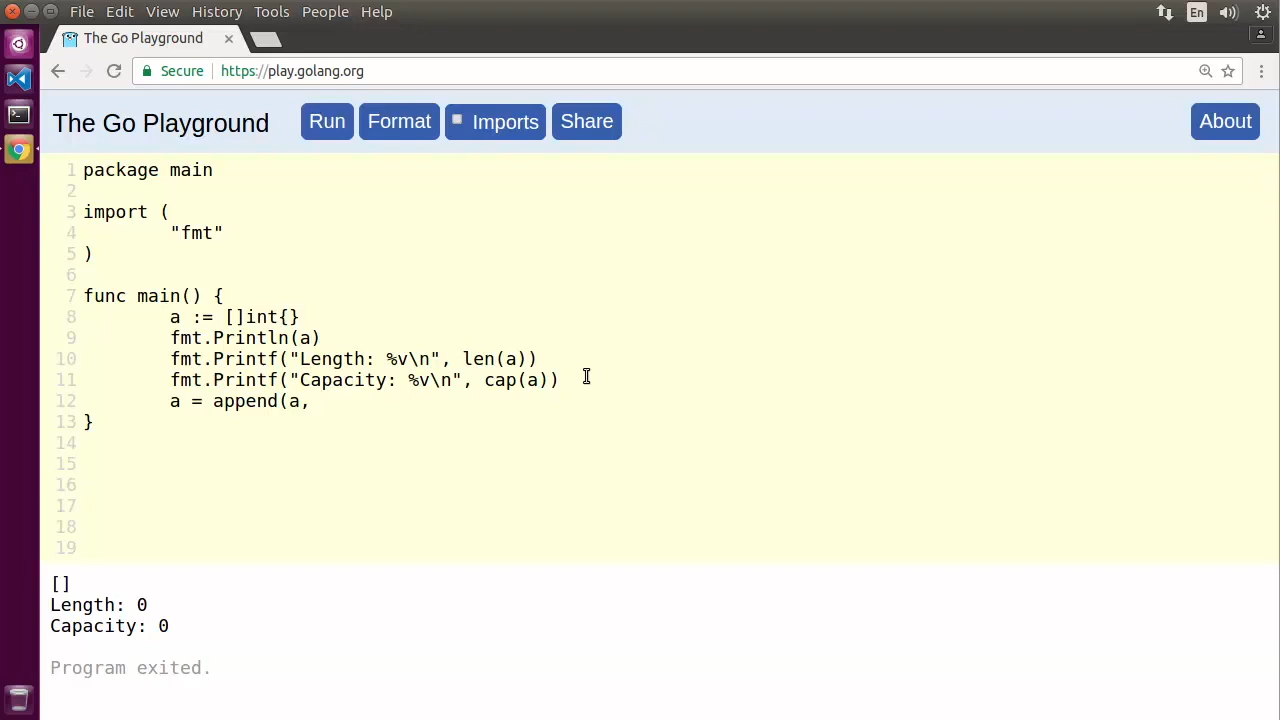 File Edit View History Tools People Help
En
The Go Playground
Secure https://play.golang.org
The Go Playground Run Format Imports Share About
1 package main
2
3 import (
4 "fmt"
5 )
6
7 func main() {
8 a := []int{}
9 fmt.Println(a)
10 fmt.Printf("Length: %v\n", len(a))
11 fmt.Printf("Capacity: %v\n", cap(a))
12 a = append(a,
13 }
14
15
16
17
18
19
[]
Length: 0
Capacity: 0
Program exited.